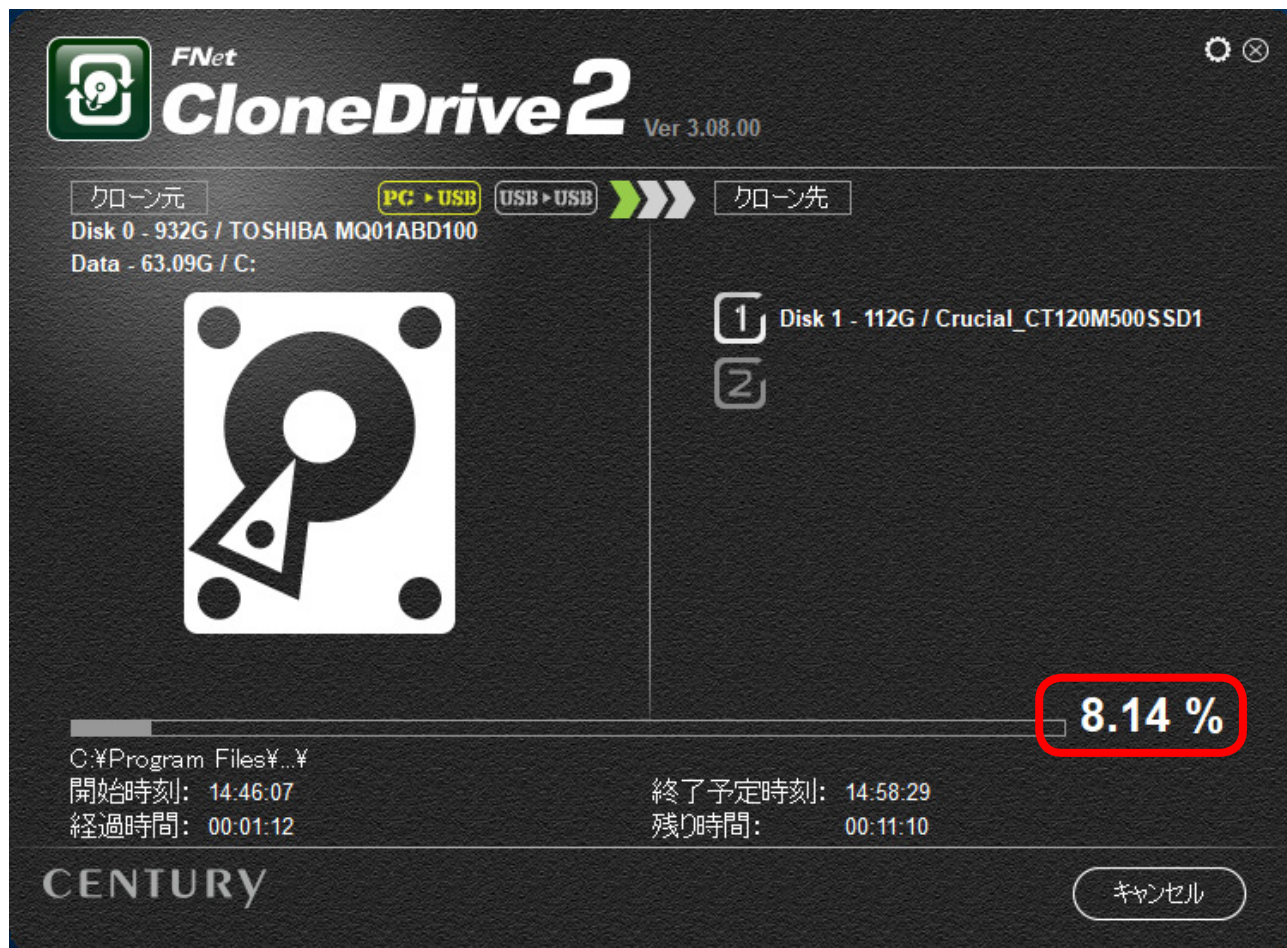 FNet
CloneDrive2 Ver 3.08.00
クローン元 PC ▸ USB USB ▸ USB クローン先
Disk 0 - 932G / TOSHIBA MQ01ABD100
Data - 63.09G / C:
1 Disk 1 - 112G / Crucial_CT120M500SSD1
2
8.14 %
C:¥Program Files¥...¥
開始時刻: 14:46:07 終了予定時刻: 14:58:29
経過時間: 00:01:12 残り時間: 00:11:10
CENTURY キャンセル